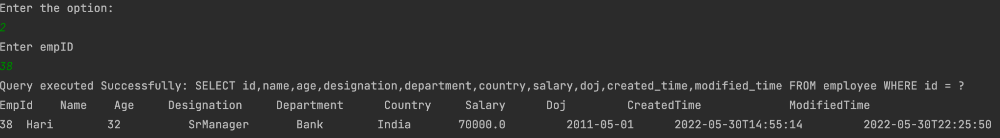 Enter the option:
2
Enter empID
38
Query executed Successfully: SELECT id,name,age,designation,department,country,salary,doj,created_time,modified_time FROM employee WHERE id = ?
EmpId    Name    Age     Designation     Department      Country     Salary      Doj         CreatedTime             ModifiedTime
38  Hari        32          SrManager       Bank        India       70000.0         2011-05-01      2022-05-30T14:55:14         2022-05-30T22:25:50